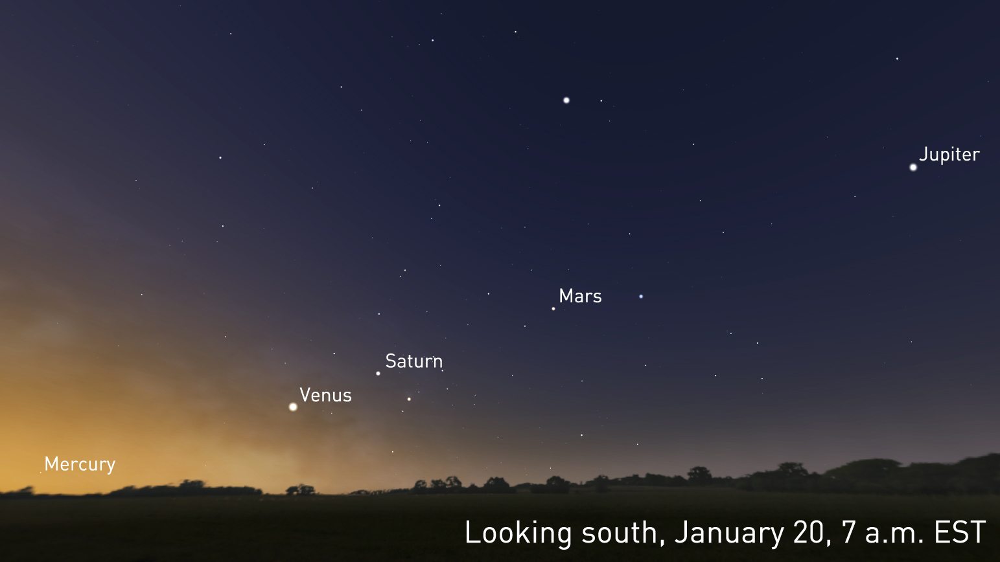 Jupiter
Mars
Saturn
Venus
Mercury
Looking south, January 20, 7 a.m. EST